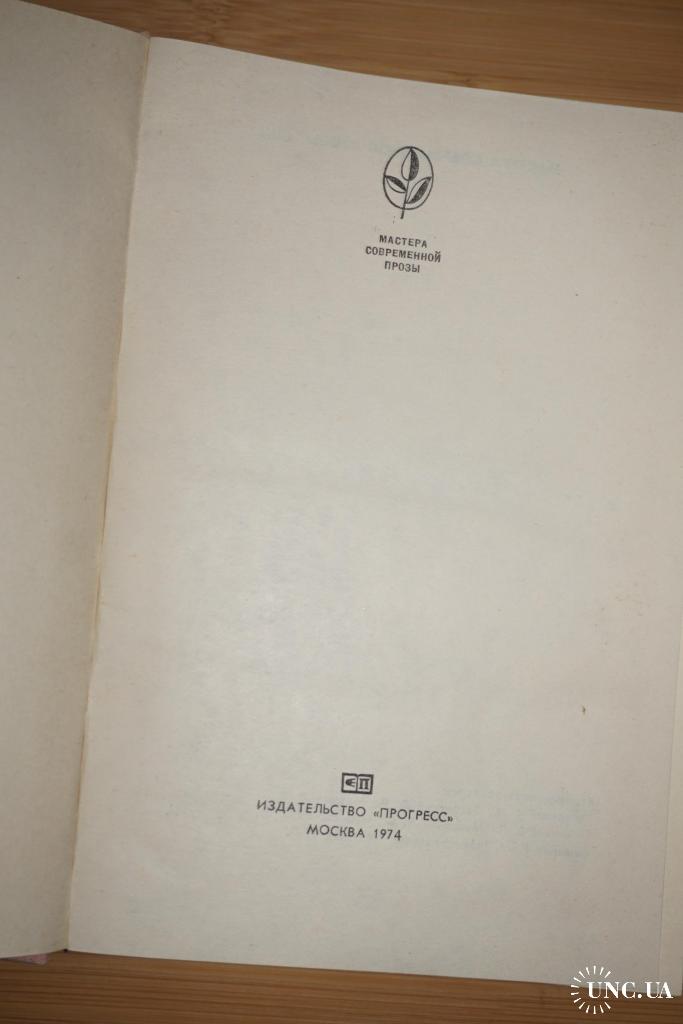 МАСТЕРА
СОВРЕМЕННОЙ
ПРОЗЫ
ИЗДАТЕЛЬСТВО «ПРОГРЕСС»
МОСКВА 1974
UNC.UA